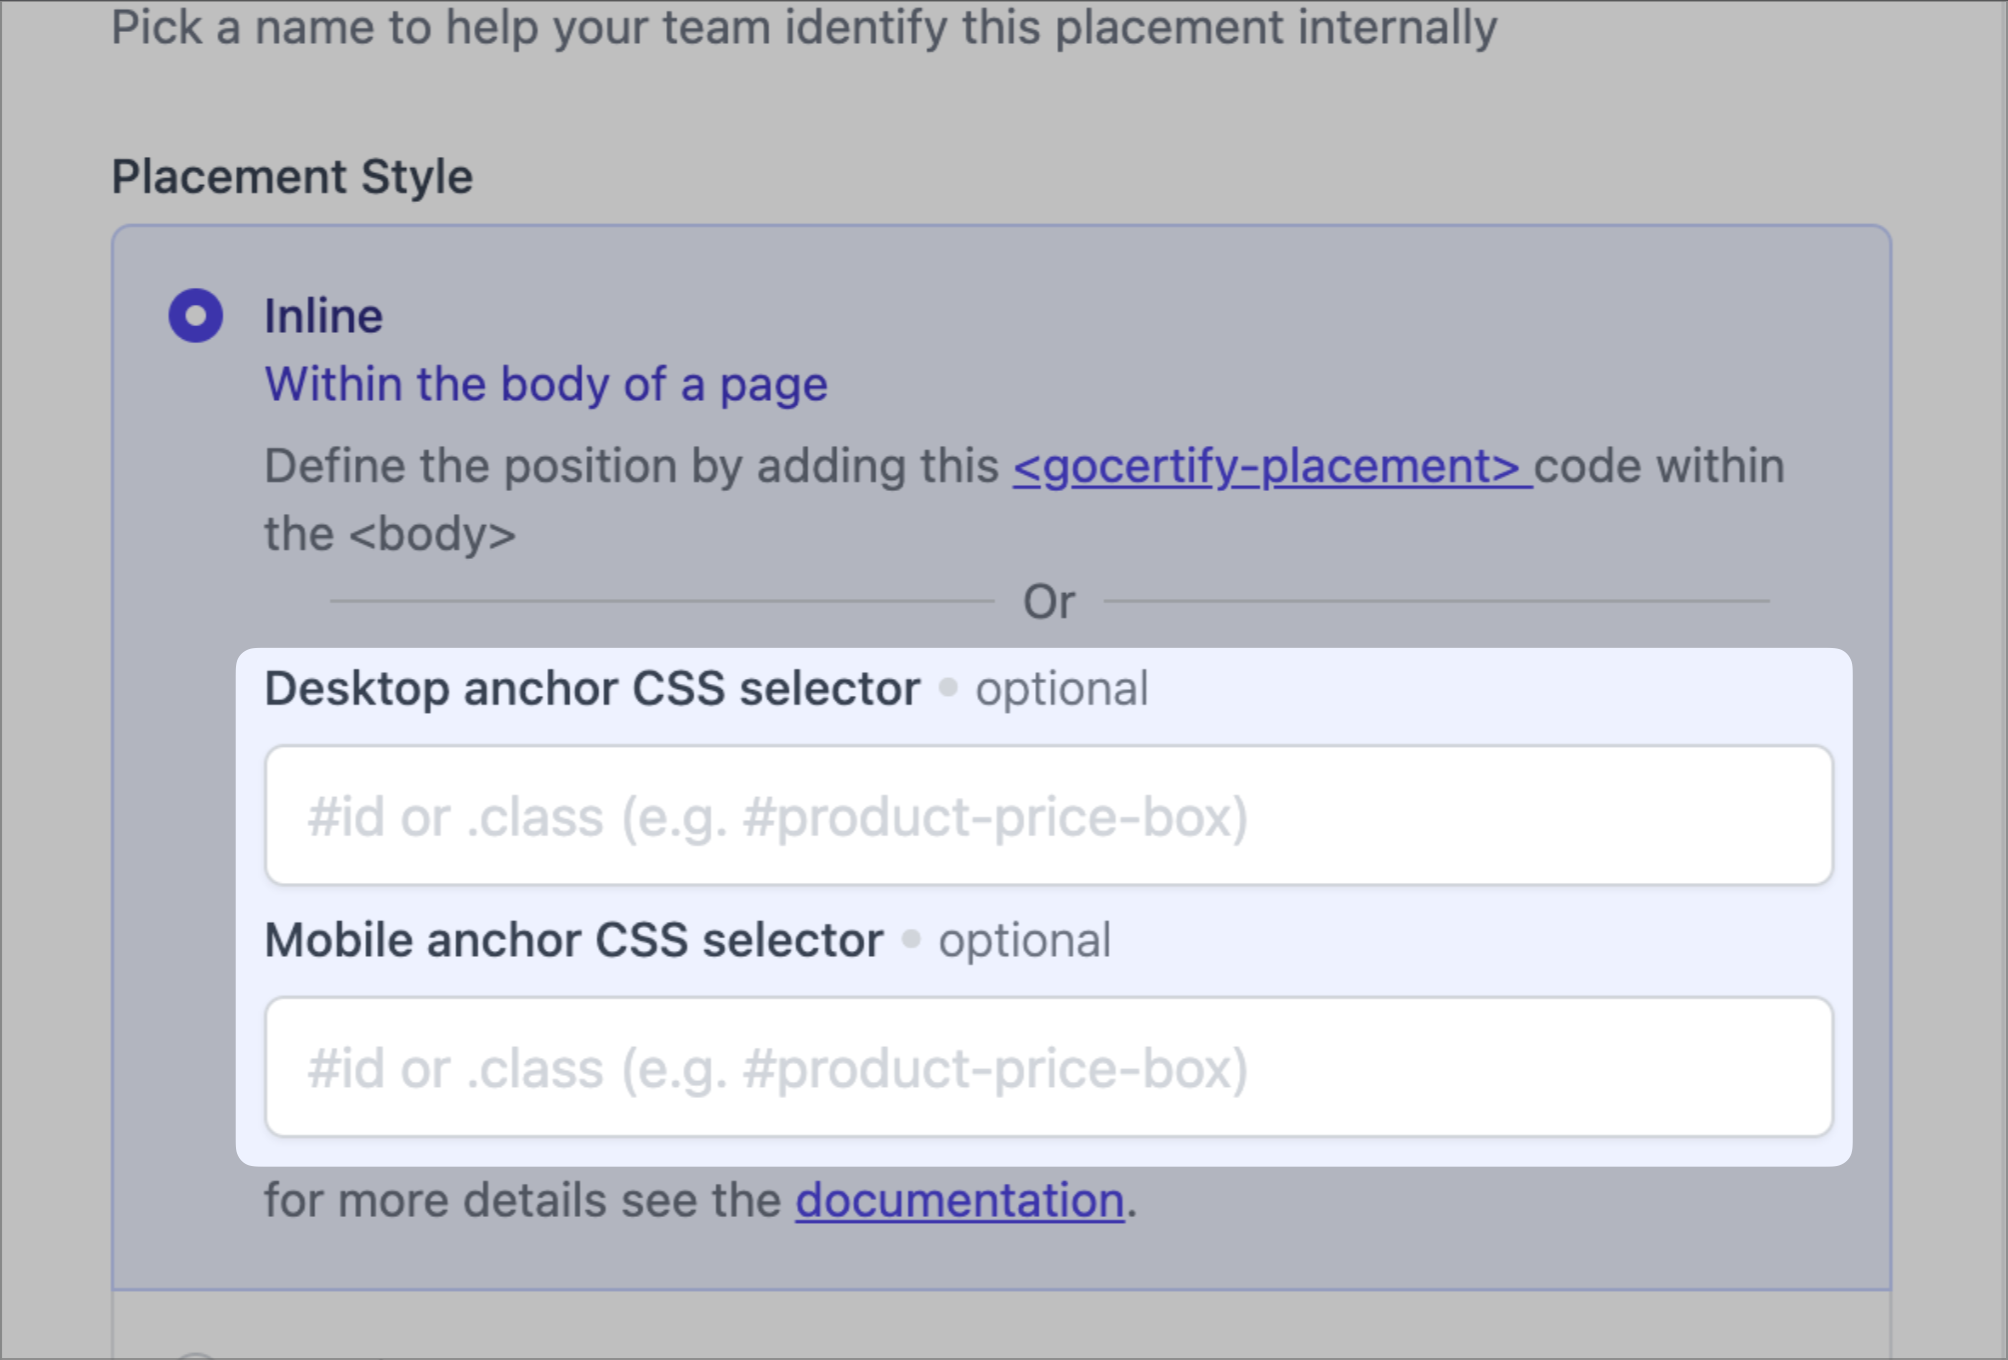 Pick a name to help your team identify this placement internally
Placement Style
Inline
Within the body of a page
Define the position by adding this <gocertify-placement> code within
the <body>
Or
Desktop anchor CSS selector • optional
#id or .class (e.g. #product-price-box)
Mobile anchor CSS selector • optional
#id or .class (e.g. #product-price-box)
for more details see the documentation.